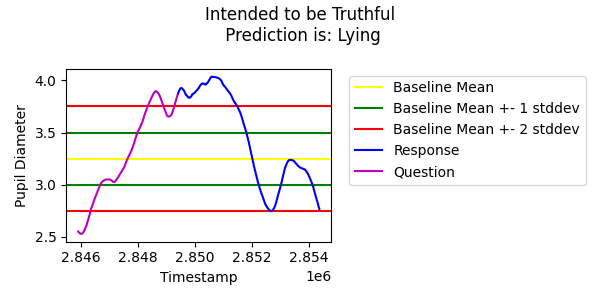 Intended to be Truthful
Prediction is: Lying
4.0
3.5
3.0
2.5
Pupil Diameter
2.846 2.848 2.850 2.852 2.854
1e6
Timestamp
Baseline Mean
Baseline Mean +- 1 stddev
Baseline Mean +- 2 stddev
Response
Question